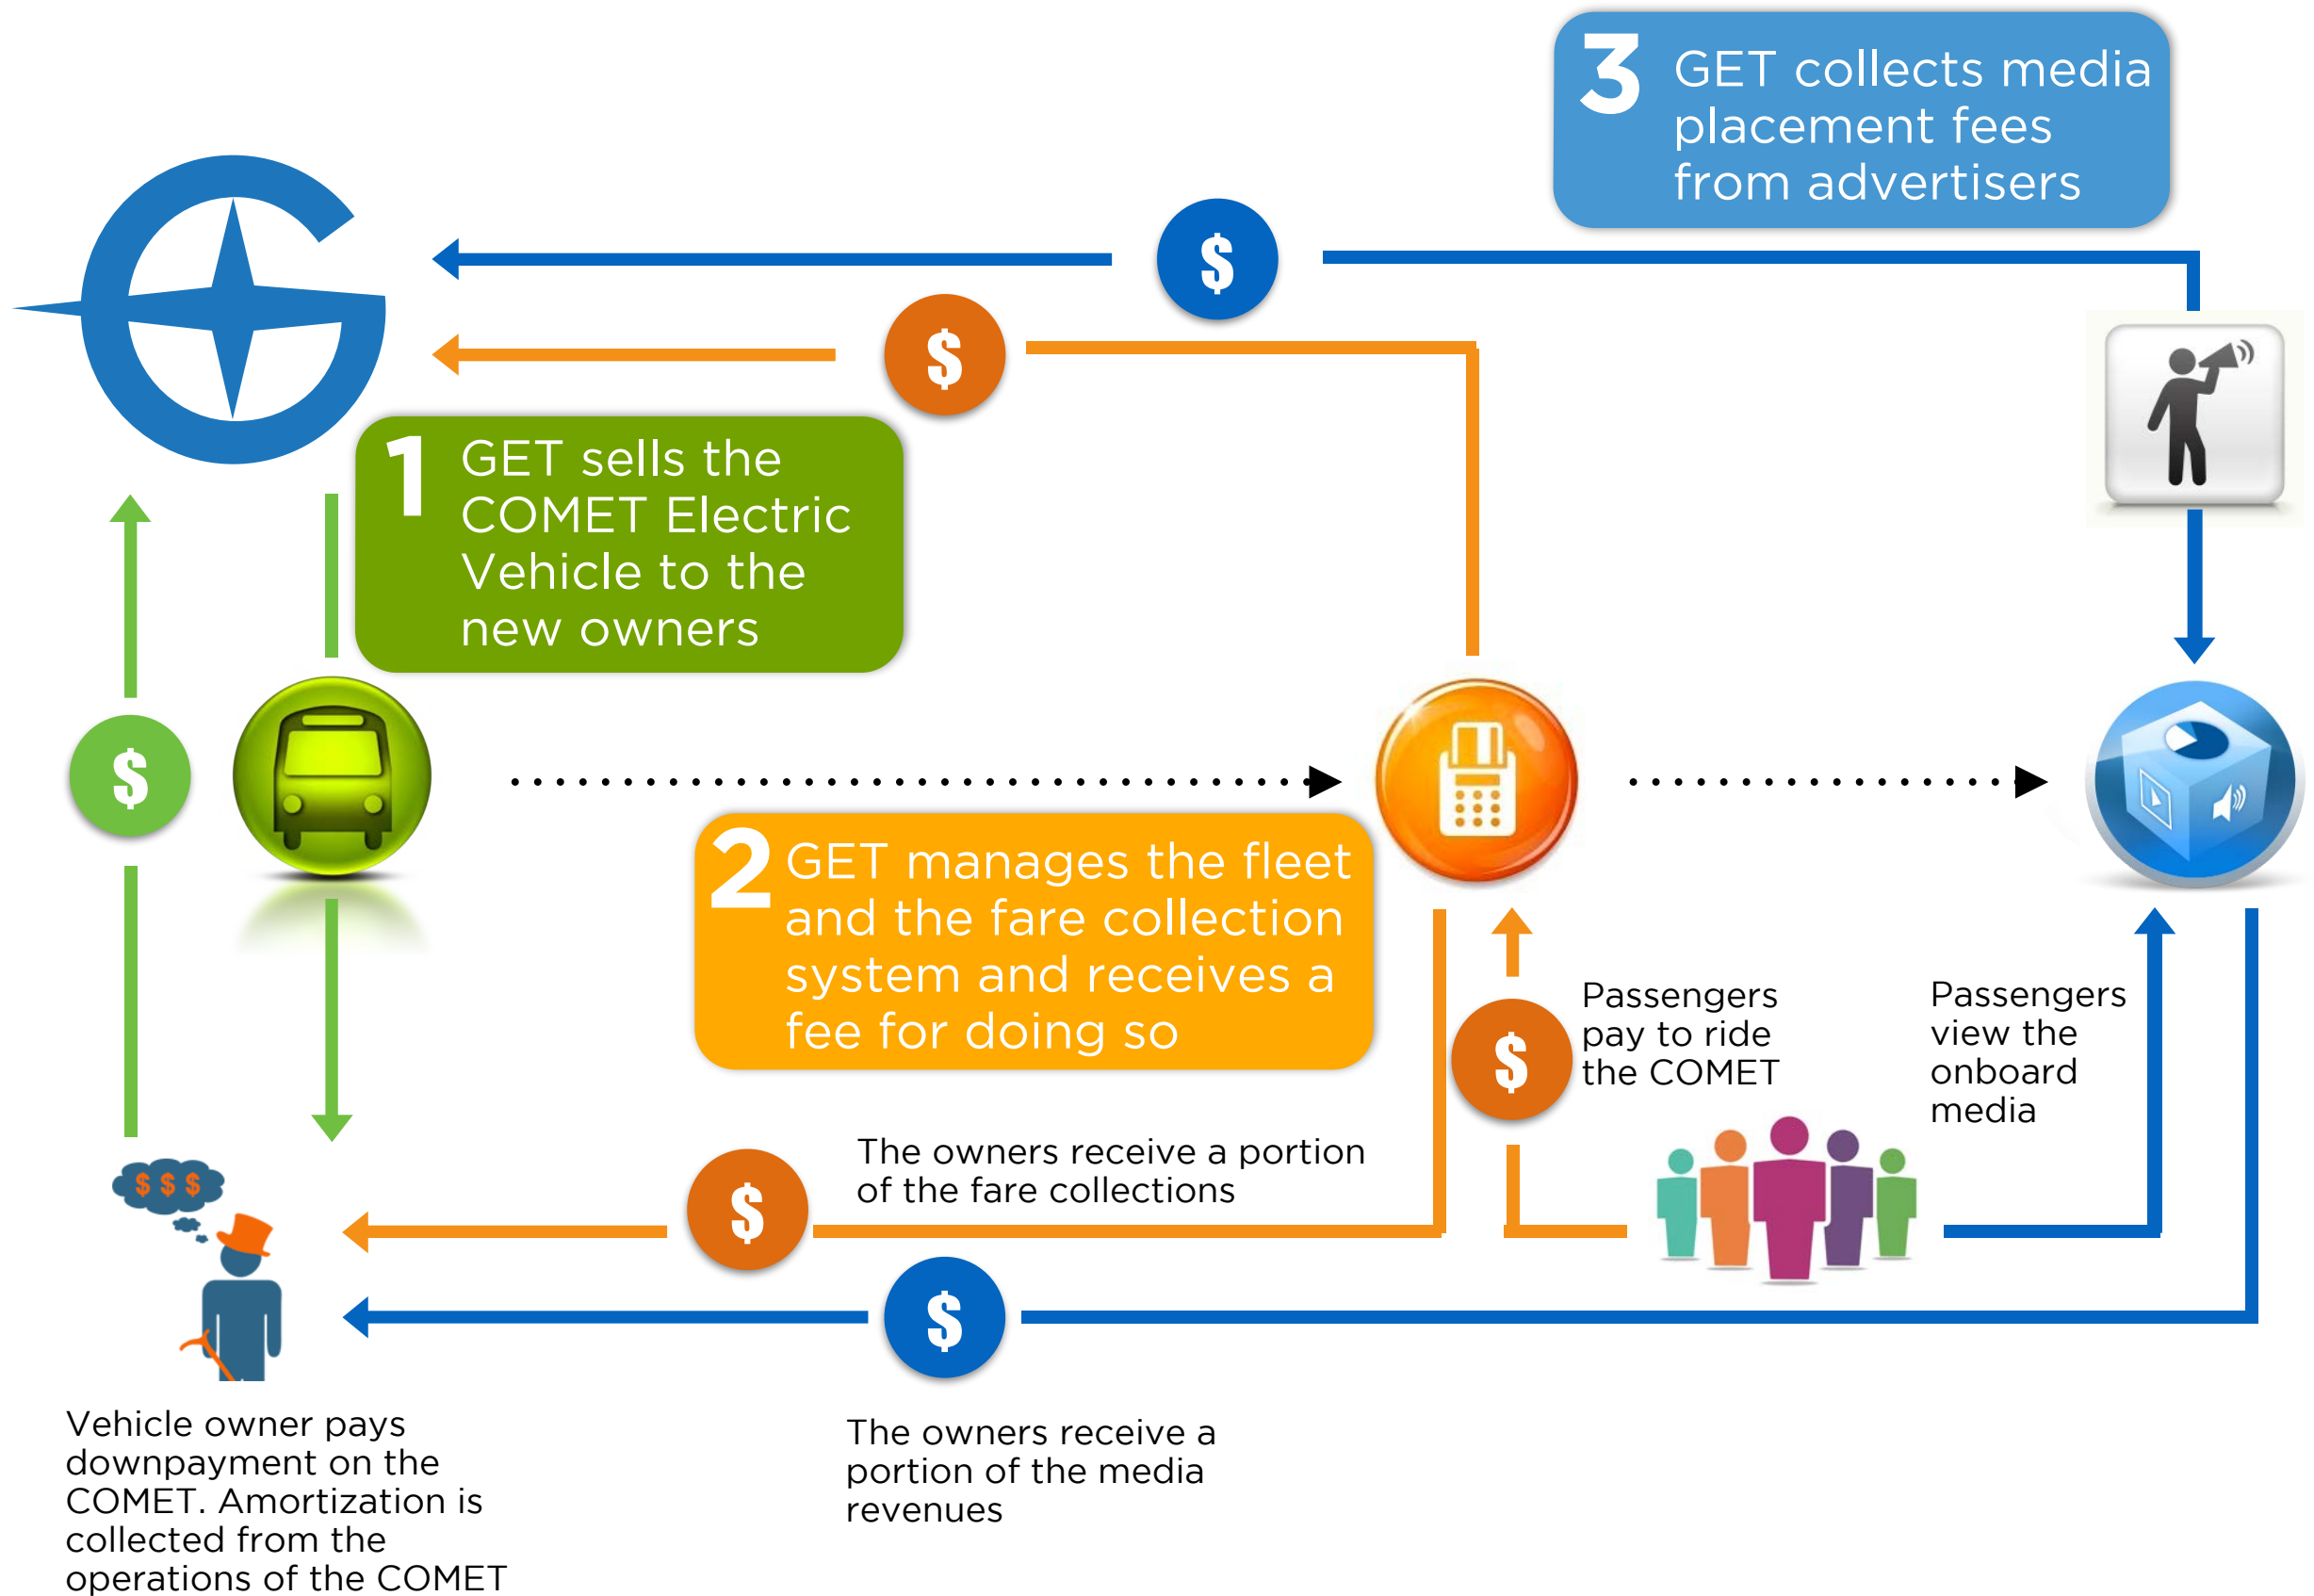 3
GET collects media
placement fees
from advertisers
$
$
1
GET sells the
COMET Electric
Vehicle to the
new owners
$
2
GET manages the fleet
and the fare collection
system and receives a
fee for doing so
$
Passengers
pay to ride
the COMET
Passengers
view the
onboard
media
The owners receive a portion
of the fare collections
$
$ $ $
$
Vehicle owner pays
downpayment on the
COMET. Amortization is
collected from the
operations of the COMET
The owners receive a
portion of the media
revenues